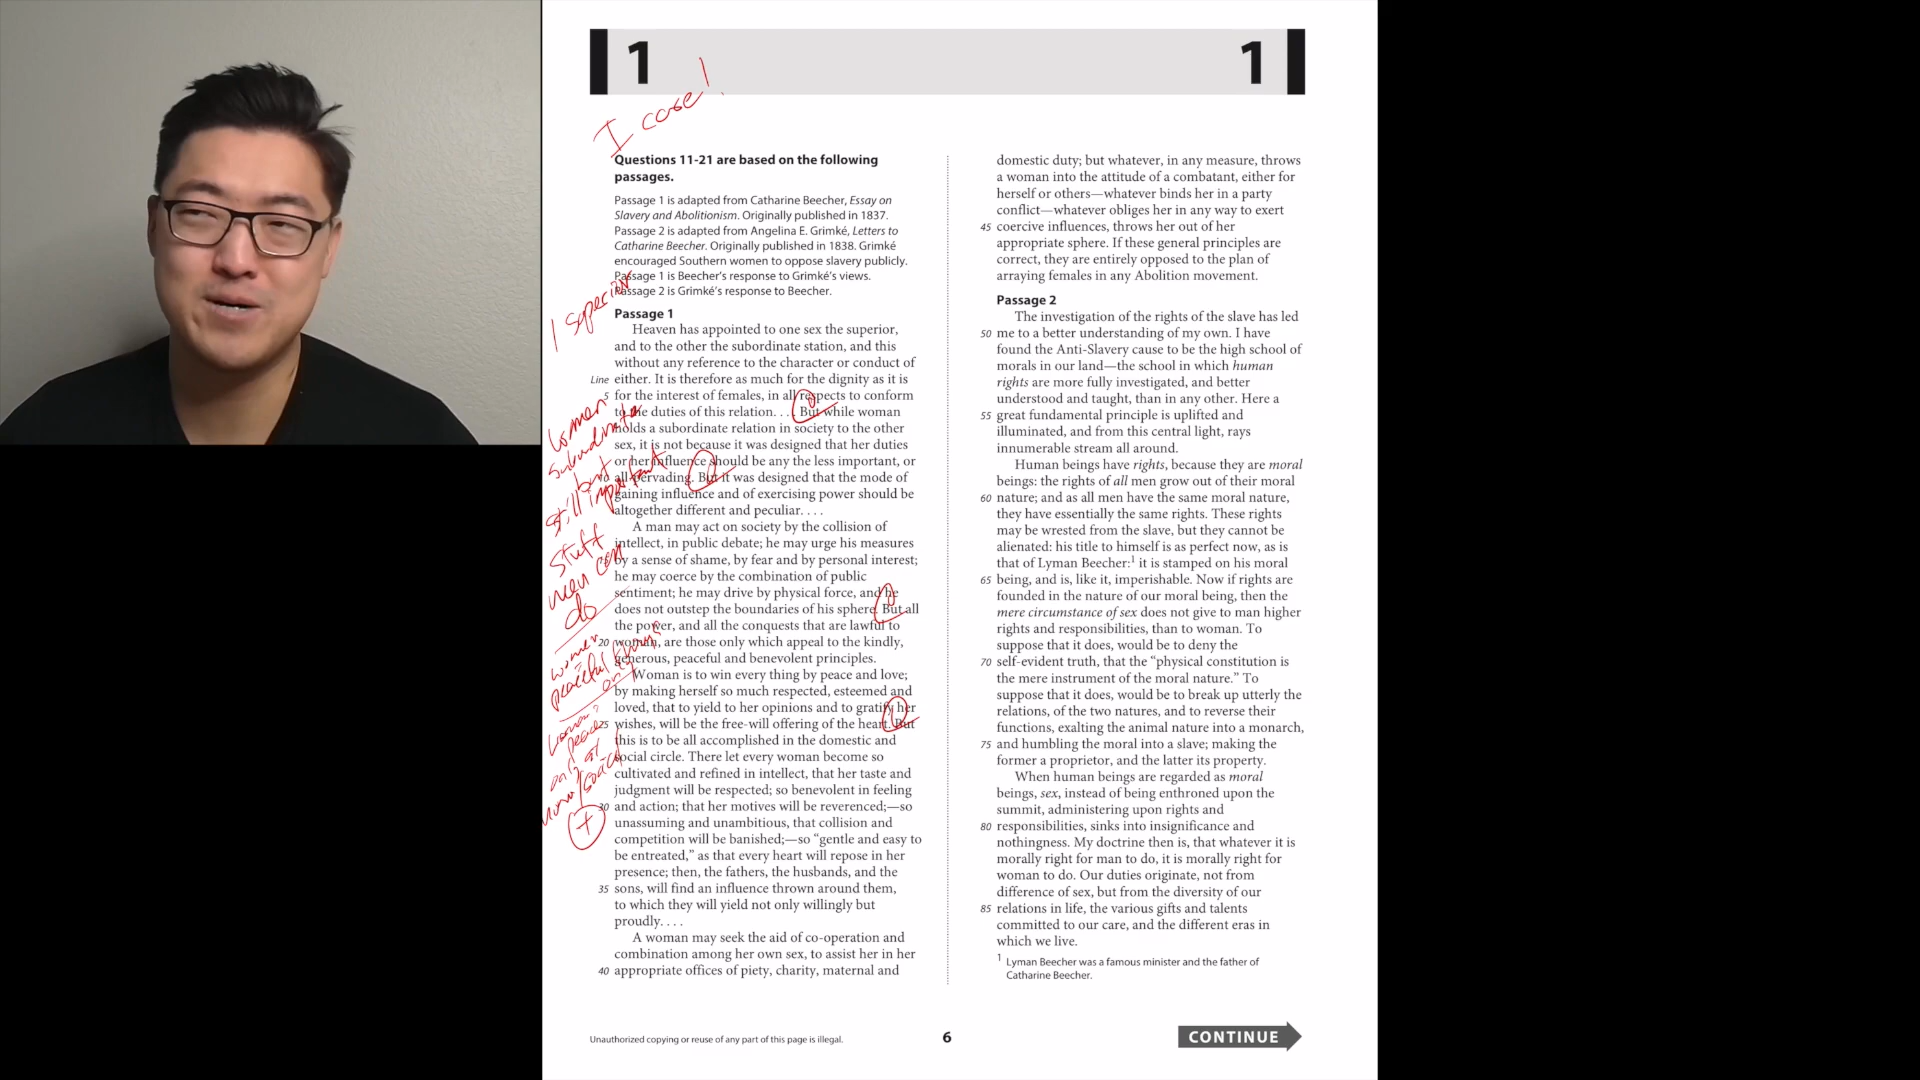 1
1
I care!
Questions 11-21 are based on the following
passages.
Passage 1 is adapted from Catharine Beecher, Essay on
Slavery and Abolitionism. Originally published in 1837.
Passage 2 is adapted from Angelina E. Grimké, Letters to
Catharine Beecher. Originally published in 1838. Grimké
encouraged Southern women to oppose slavery publicly.
Passage 1 is Beecher's response to Grimké's views.
Passage 2 is Grimké's response to Beecher.
1 superior
Passage 1
Heaven has appointed to one sex the superior,
and to the other the subordinate station, and this
without any reference to the character or conduct of
Line either. It is therefore as much for the dignity as it is
5 for the interest of females, in all respects to conform
to the duties of this relation. . . . But while woman
holds a subordinate relation in society to the other
sex, it is not because it was designed that her duties
or her influence should be any the less important, or
10 all-pervading. But it was designed that the mode of
gaining influence and of exercising power should be
altogether different and peculiar. . . .
women
subordinate
but
still important
A man may act on society by the collision of
intellect, in public debate; he may urge his measures
by a sense of shame, by fear and by personal interest;
he may coerce by the combination of public
sentiment; he may drive by physical force, and he
does not outstep the boundaries of his sphere. But all
the power, and all the conquests that are lawful to
20 woman, are those only which appeal to the kindly,
generous, peaceful and benevolent principles.
stuff
men can
do
women
peaceful things
only
Woman is to win every thing by peace and love;
by making herself so much respected, esteemed and
loved, that to yield to her opinions and to gratify her
25 wishes, will be the free-will offering of the heart. But
this is to be all accomplished in the domestic and
social circle. There let every woman become so
cultivated and refined in intellect, that her taste and
judgment will be respected; so benevolent in feeling
30 and action; that her motives will be reverenced;—so
unassuming and unambitious, that collision and
competition will be banished;—so “gentle and easy to
be entreated,” as that every heart will repose in her
presence; then, the fathers, the husbands, and the
35 sons, will find an influence thrown around them,
to which they will yield not only willingly but
proudly. . . .
peace
only at
+
A woman may seek the aid of co-operation and
combination among her own sex, to assist her in her
40 appropriate offices of piety, charity, maternal and
domestic duty; but whatever, in any measure, throws
a woman into the attitude of a combatant, either for
herself or others—whatever binds her in a party
conflict—whatever obliges her in any way to exert
45 coercive influences, throws her out of her
appropriate sphere. If these general principles are
correct, they are entirely opposed to the plan of
arraying females in any Abolition movement.
Passage 2
The investigation of the rights of the slave has led
50 me to a better understanding of my own. I have
found the Anti-Slavery cause to be the high school of
morals in our land—the school in which human
rights are more fully investigated, and better
understood and taught, than in any other. Here a
55 great fundamental principle is uplifted and
illuminated, and from this central light, rays
innumerable stream all around.
Human beings have rights, because they are moral
beings: the rights of all men grow out of their moral
60 nature; and as all men have the same moral nature,
they have essentially the same rights. These rights
may be wrested from the slave, but they cannot be
alienated: his title to himself is as perfect now, as is
that of Lyman Beecher:1 it is stamped on his moral
65 being, and is, like it, imperishable. Now if rights are
founded in the nature of our moral being, then the
mere circumstance of sex does not give to man higher
rights and responsibilities, than to woman. To
suppose that it does, would be to deny the
70 self-evident truth, that the “physical constitution is
the mere instrument of the moral nature.” To
suppose that it does, would be to break up utterly the
relations, of the two natures, and to reverse their
functions, exalting the animal nature into a monarch,
75 and humbling the moral into a slave; making the
former a proprietor, and the latter its property.
When human beings are regarded as moral
beings, sex, instead of being enthroned upon the
summit, administering upon rights and
80 responsibilities, sinks into insignificance and
nothingness. My doctrine then is, that whatever it is
morally right for man to do, it is morally right for
woman to do. Our duties originate, not from
difference of sex, but from the diversity of our
85 relations in life, the various gifts and talents
committed to our care, and the different eras in
which we live.
1 Lyman Beecher was a famous minister and the father of
Catharine Beecher.
Unauthorized copying or reuse of any part of this page is illegal.
6
CONTINUE